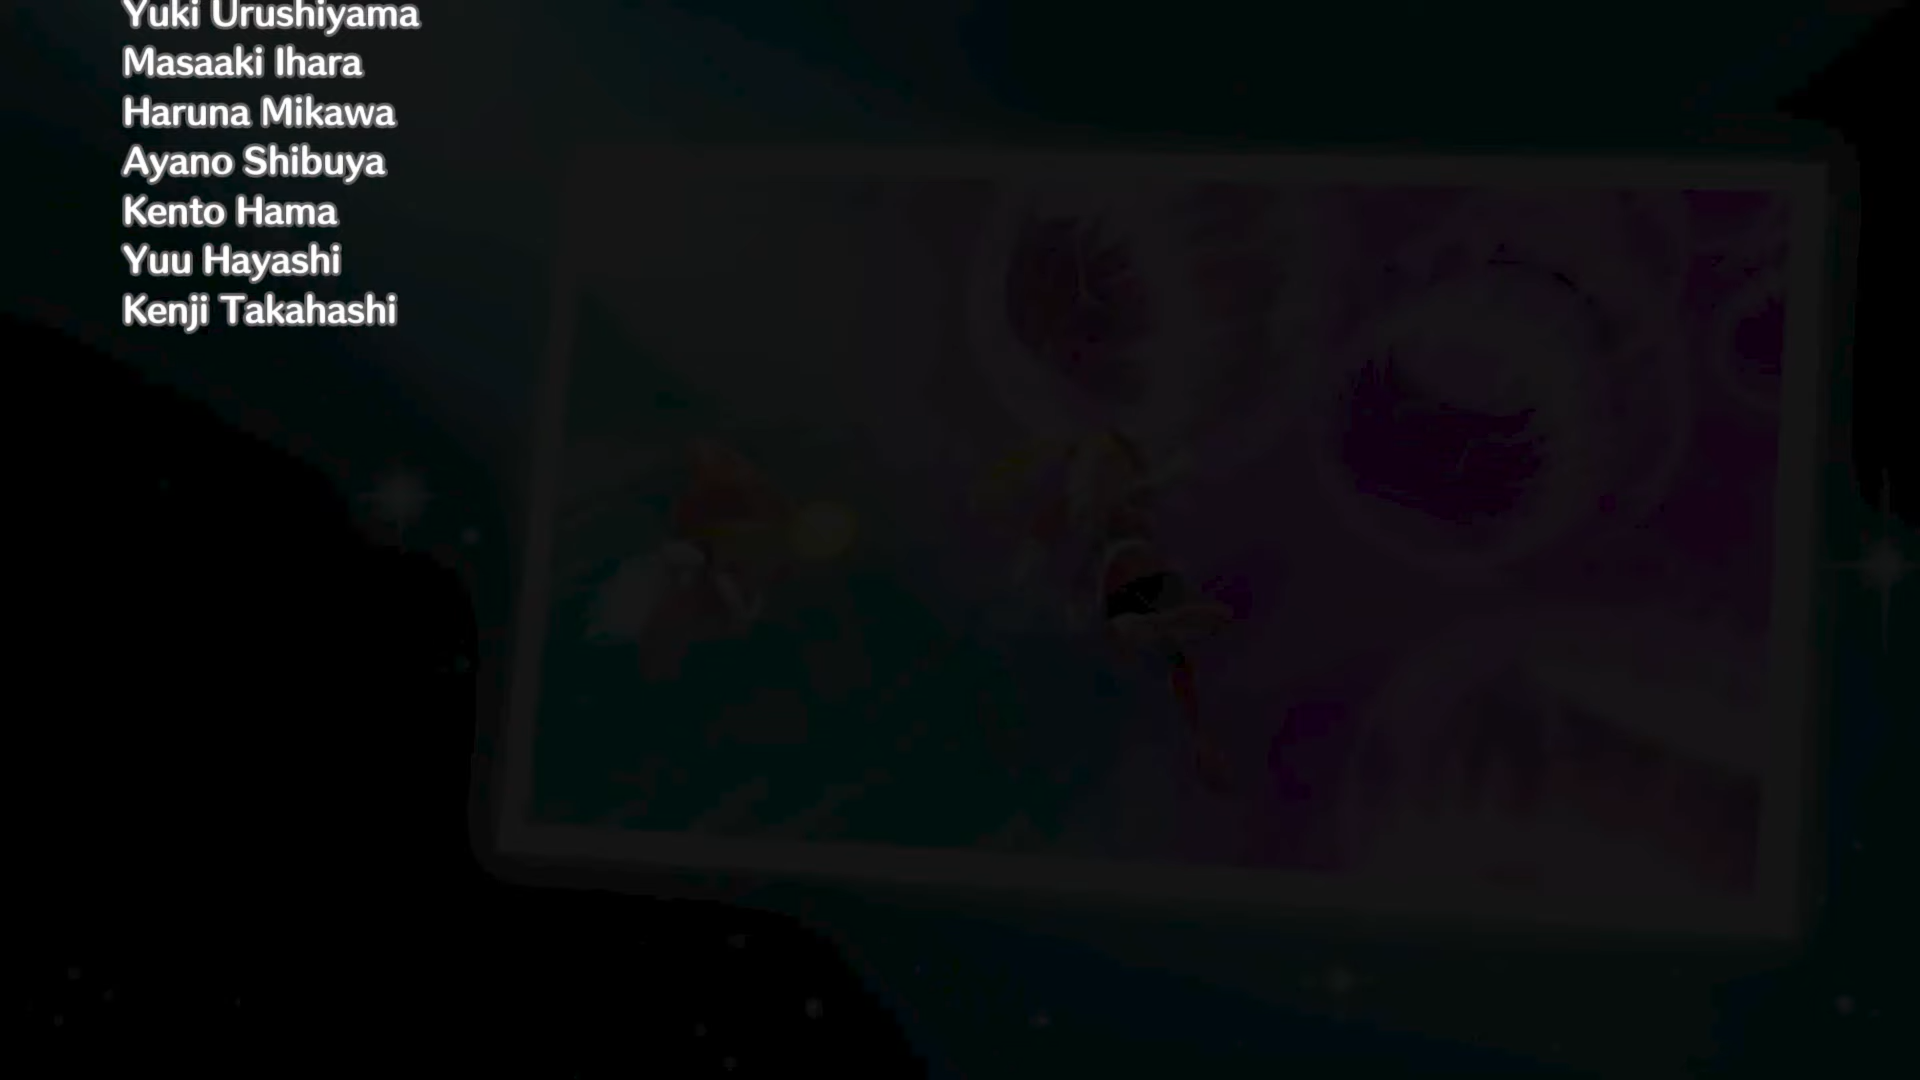 Yuki Urushiyama
Masaaki Ihara
Haruna Mikawa
Ayano Shibuya
Kento Hama
Yuu Hayashi
Kenji Takahashi